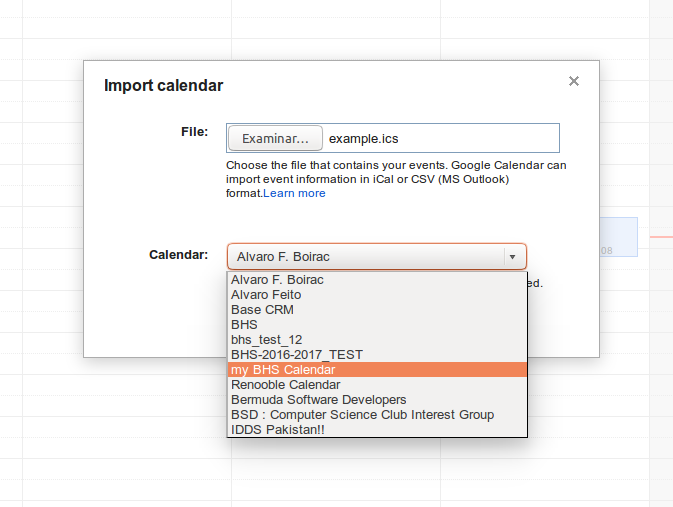 Import calendar
File: Examinar... example.ics
Choose the file that contains your events. Google Calendar can
import event information in iCal or CSV (MS Outlook)
format.Learn more
08
Calendar: Alvaro F. Boirac
ed.
Alvaro F. Boirac
Alvaro Feito
Base CRM
BHS
bhs_test_12
BHS-2016-2017_TEST
my BHS Calendar
Renooble Calendar
Bermuda Software Developers
BSD : Computer Science Club Interest Group
IDDS Pakistan!!